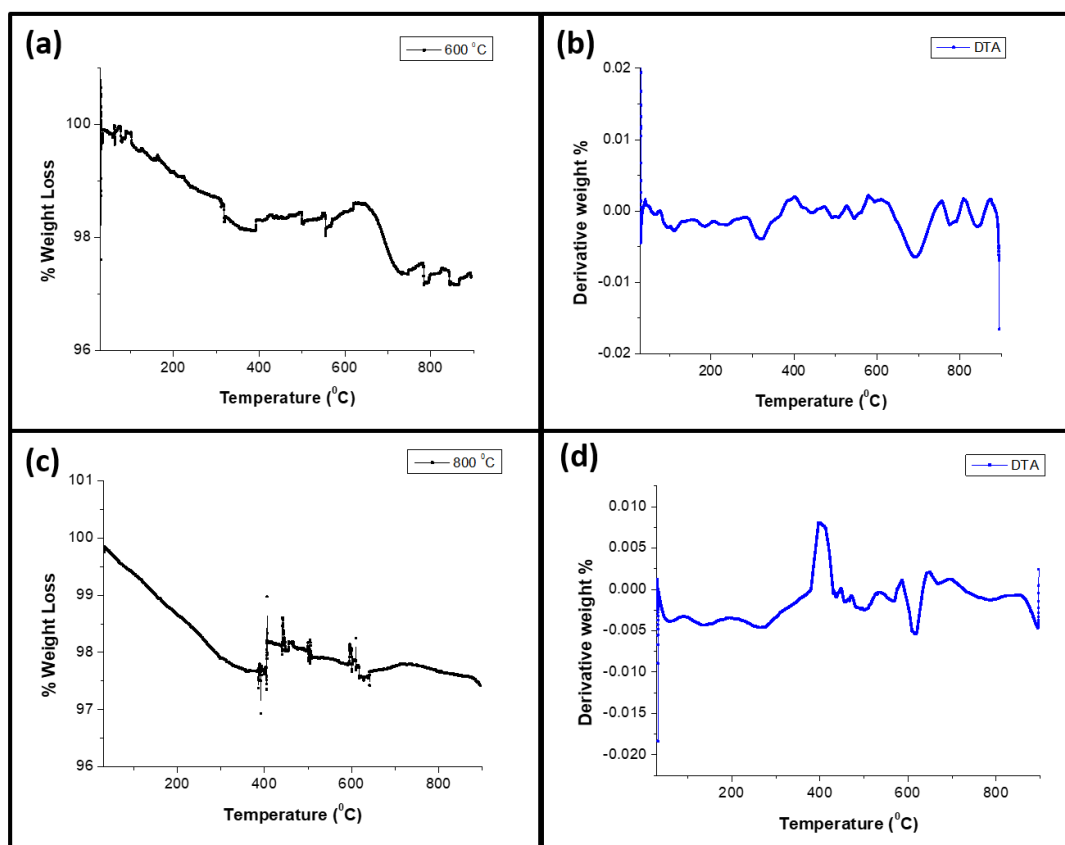 (a)
600 ⁰C
% Weight Loss
100
98
96
200
400
600
800
Temperature (⁰C)
(b)
DTA
Derivative weight %
0.02
0.01
0.00
-0.01
-0.02
200
400
600
800
Temperature (⁰C)
(c)
800 ⁰C
% Weight Loss
101
100
99
98
97
96
200
400
600
800
Temperature (⁰C)
(d)
DTA
Derivative weight %
0.010
0.005
0.000
-0.005
-0.010
-0.015
-0.020
200
400
600
800
Temperature (⁰C)